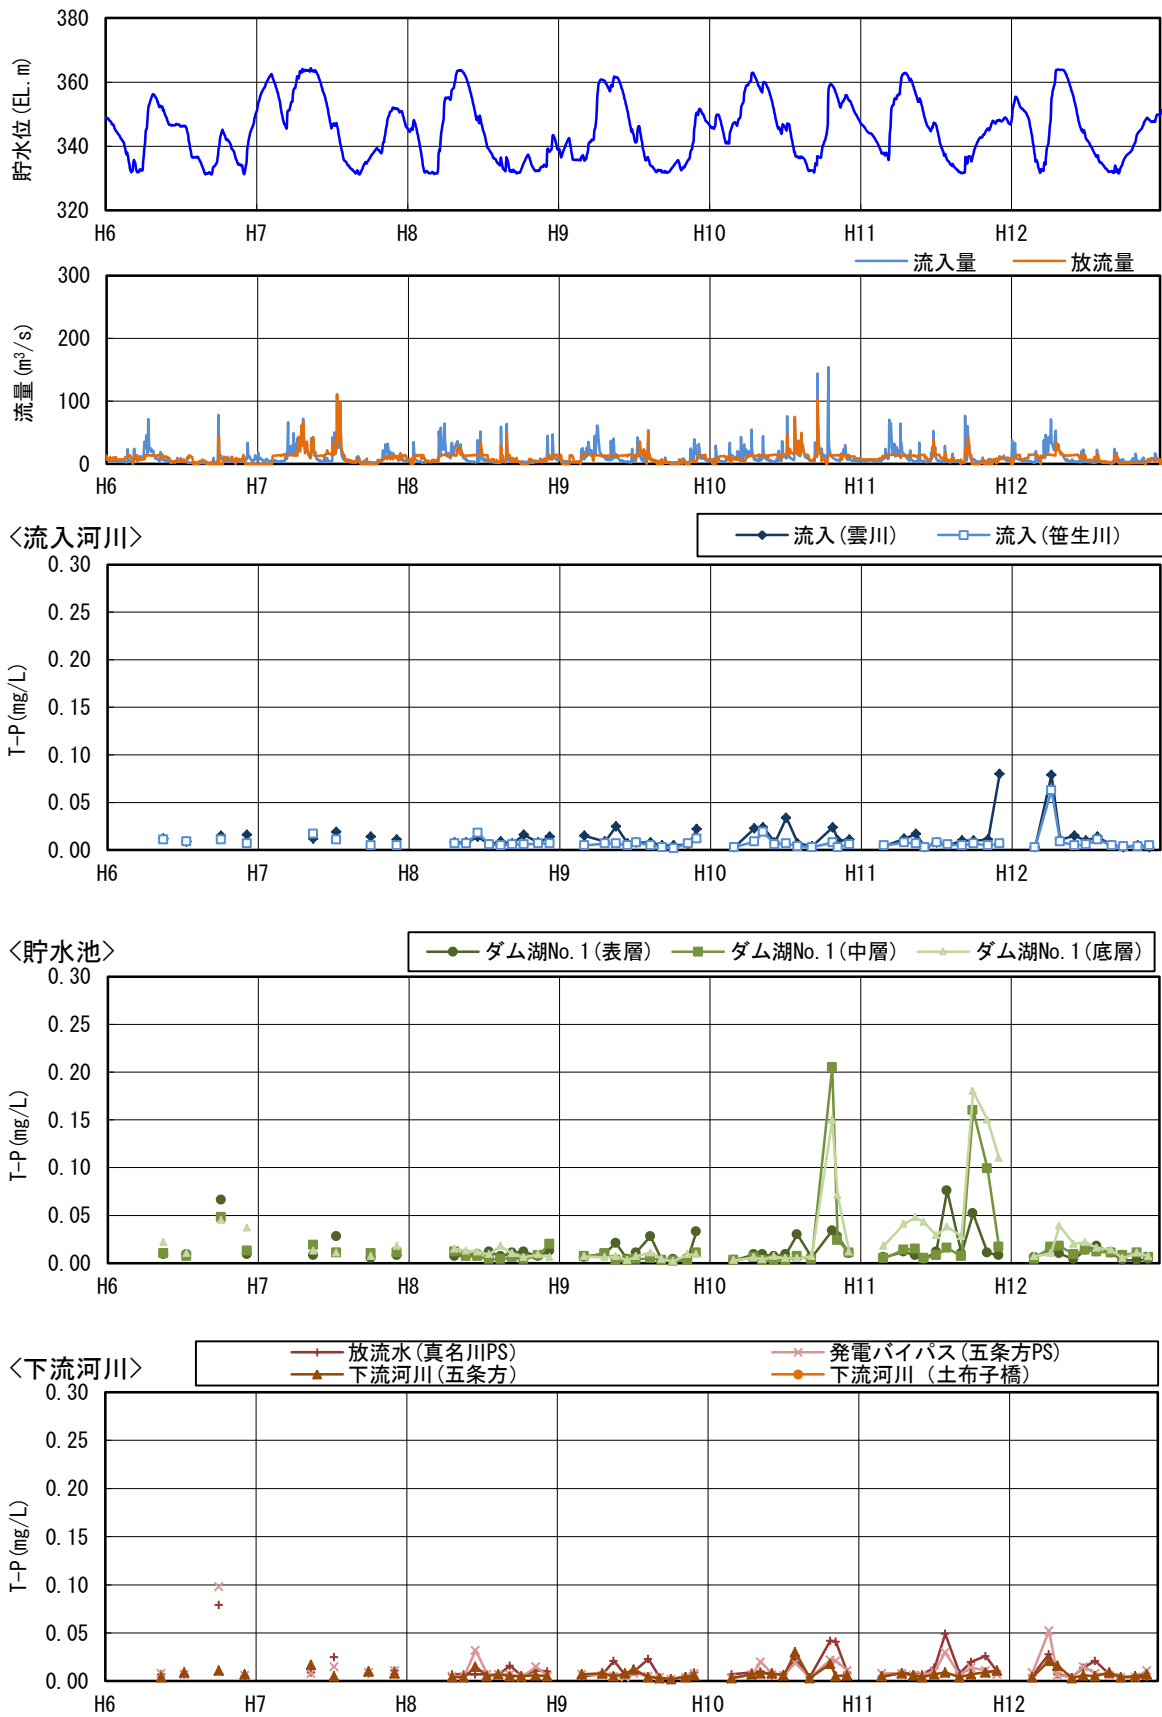 380
360
340
320
貯水位(EL.m)
H6 H7 H8 H9 H10 H11 H12
流入量 放流量
300
200
100
0
流量(m³/s)
H6 H7 H8 H9 H10 H11 H12
<流入河川>
流入(雲川) 流入(笹生川)
0.30
0.25
0.20
0.15
0.10
0.05
0.00
T-P(mg/L)
H6 H7 H8 H9 H10 H11 H12
<貯水池>
ダム湖No.1(表層) ダム湖No.1(中層) ダム湖No.1(底層)
0.30
0.25
0.20
0.15
0.10
0.05
0.00
T-P(mg/L)
H6 H7 H8 H9 H10 H11 H12
<下流河川>
放流水(真名川PS) 発電バイパス(五条方PS)
下流河川(五条方) 下流河川 (土布子橋)
0.30
0.25
0.20
0.15
0.10
0.05
0.00
T-P(mg/L)
H6 H7 H8 H9 H10 H11 H12